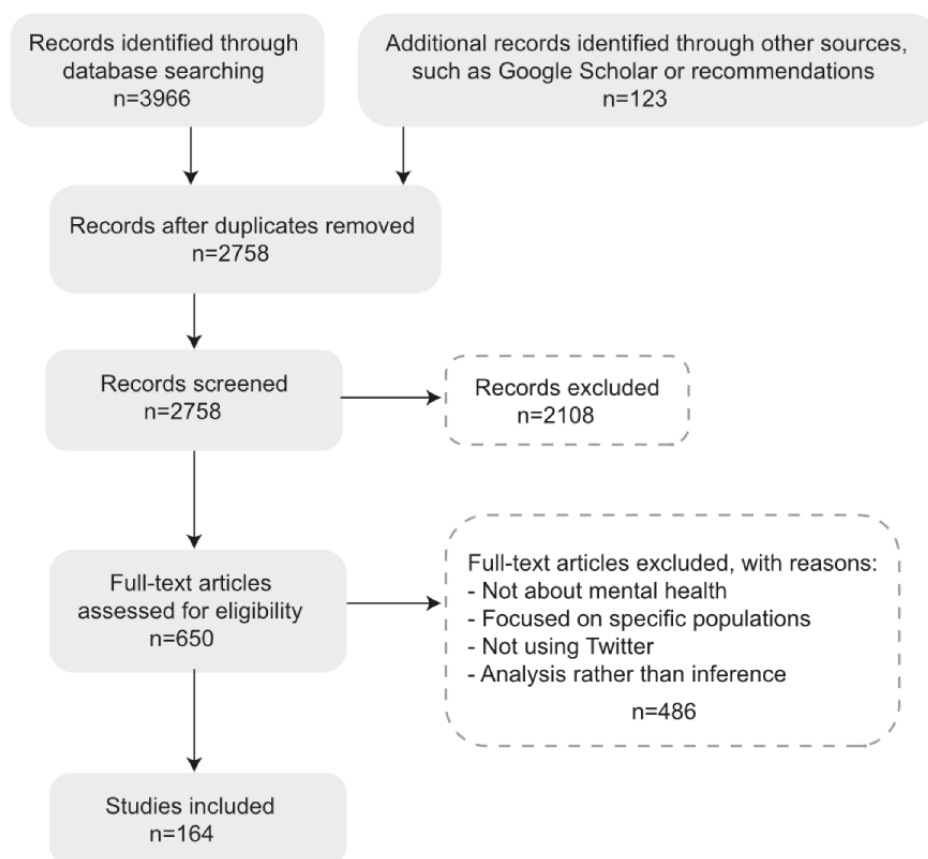 Records identified through
database searching
n=3966
Additional records identified through other sources,
such as Google Scholar or recommendations
n=123
Records after duplicates removed
n=2758
Records screened
n=2758
Records excluded
n=2108
Full-text articles
assessed for eligibility
n=650
Full-text articles excluded, with reasons:
- Not about mental health
- Focused on specific populations
- Not using Twitter
- Analysis rather than inference
n=486
Studies included
n=164